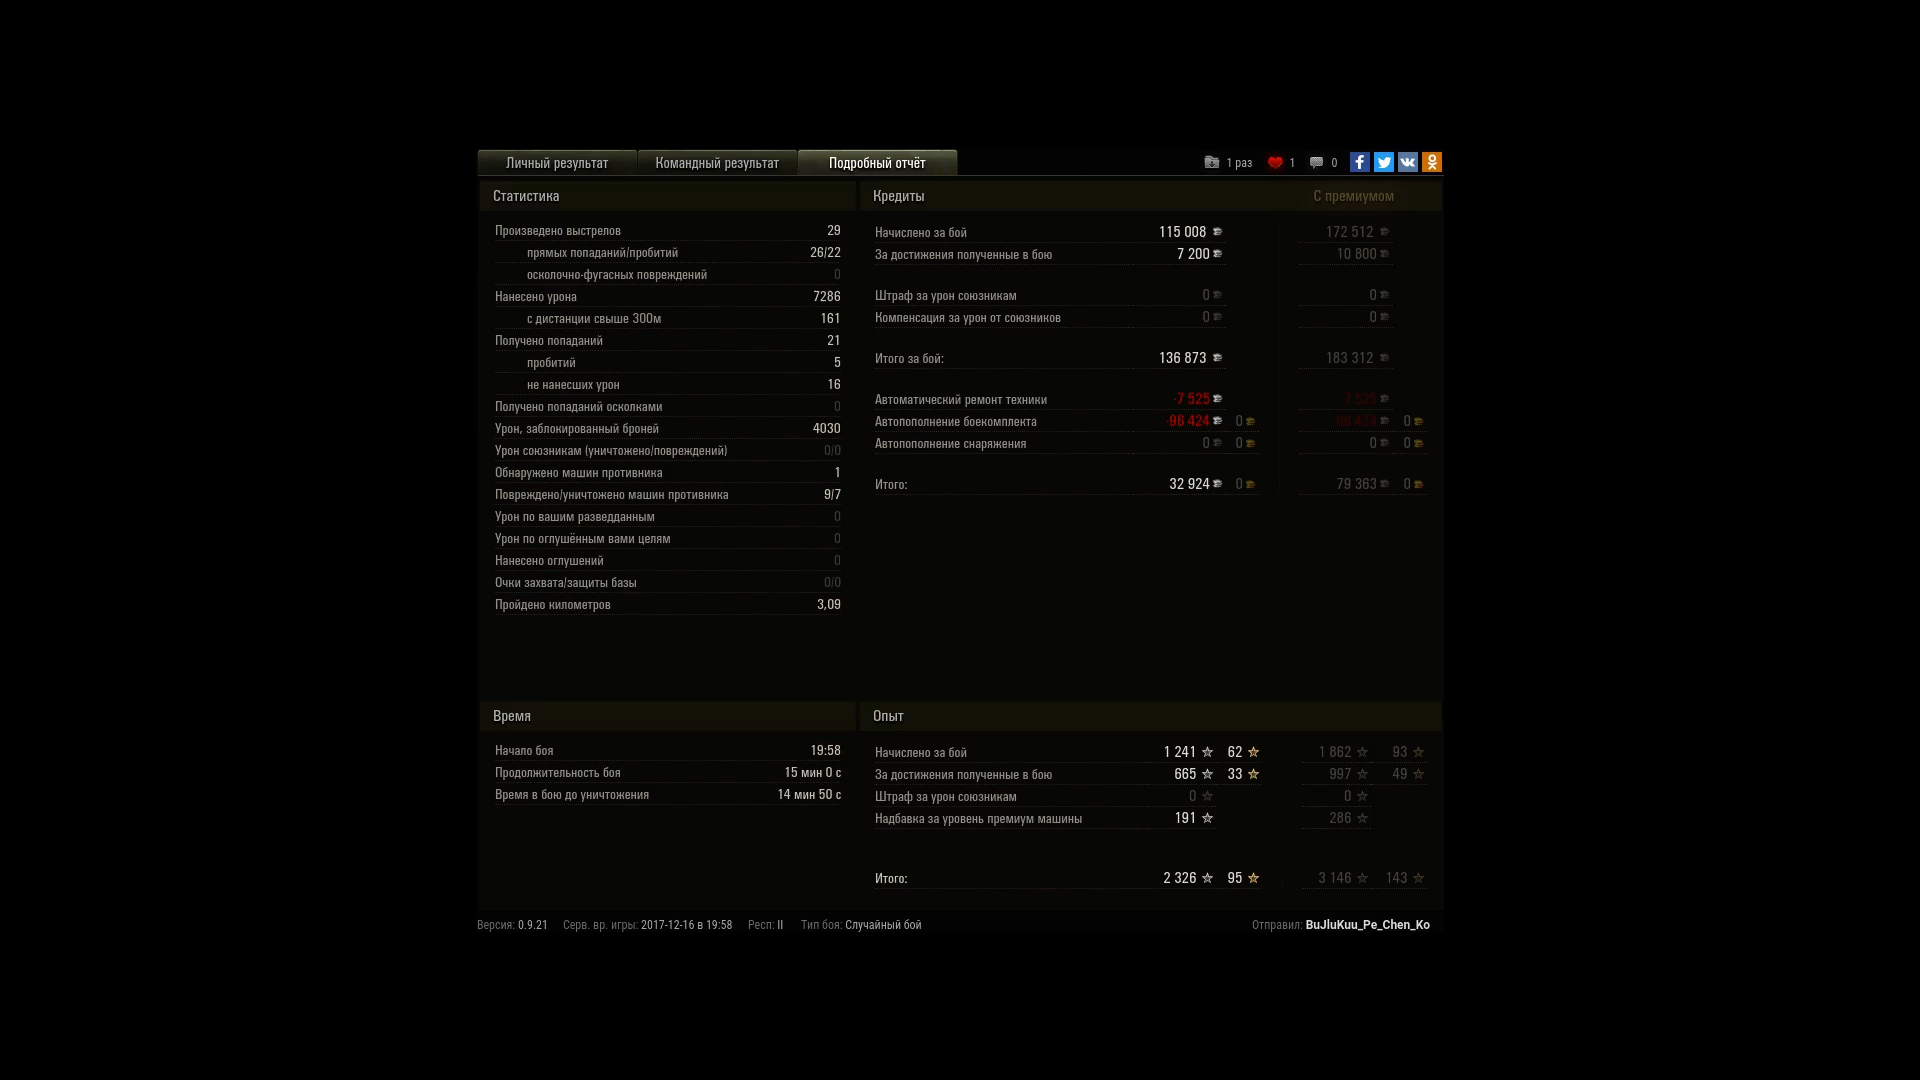 Личный результат Командный результат Подробный отчёт 1 раз 1 0
Статистика
Произведено выстрелов 29
прямых попаданий/пробитий 26/22
осколочно-фугасных повреждений 0
Нанесено урона 7286
с дистанции свыше 300м 161
Получено попаданий 21
пробитий 5
не нанесших урон 16
Получено попаданий осколками 0
Урон, заблокированный броней 4030
Урон союзникам (уничтожено/повреждений) 0/0
Обнаружено машин противника 1
Повреждено/уничтожено машин противника 9/7
Урон по вашим разведданным 0
Урон по оглушённым вами целям 0
Нанесено оглушений 0
Очки захвата/защиты базы 0/0
Пройдено километров 3,09
Кредиты С премиумом
Начислено за бой 115 008 172 512
За достижения полученные в бою 7 200 10 800
Штраф за урон союзникам 0 0
Компенсация за урон от союзников 0 0
Итого за бой: 136 873 183 312
Автоматический ремонт техники -7 525 -7 525
Автопополнение боекомплекта -96 424 0 -96 424 0
Автопополнение снаряжения 0 0 0 0
Итого: 32 924 0 79 363 0
Время
Начало боя 19:58
Продолжительность боя 15 мин 0 с
Время в бою до уничтожения 14 мин 50 с
Опыт
Начислено за бой 1 241 62 1 862 93
За достижения полученные в бою 665 33 997 49
Штраф за урон союзникам 0 0
Надбавка за уровень премиум машины 191 286
Итого: 2 326 95 3 146 143
Версия: 0.9.21 Серв. вр. игры: 2017-12-16 в 19:58 Респ: II Тип боя: Случайный бой Отправил: BuJluKuu_Pe_Chen_Ko